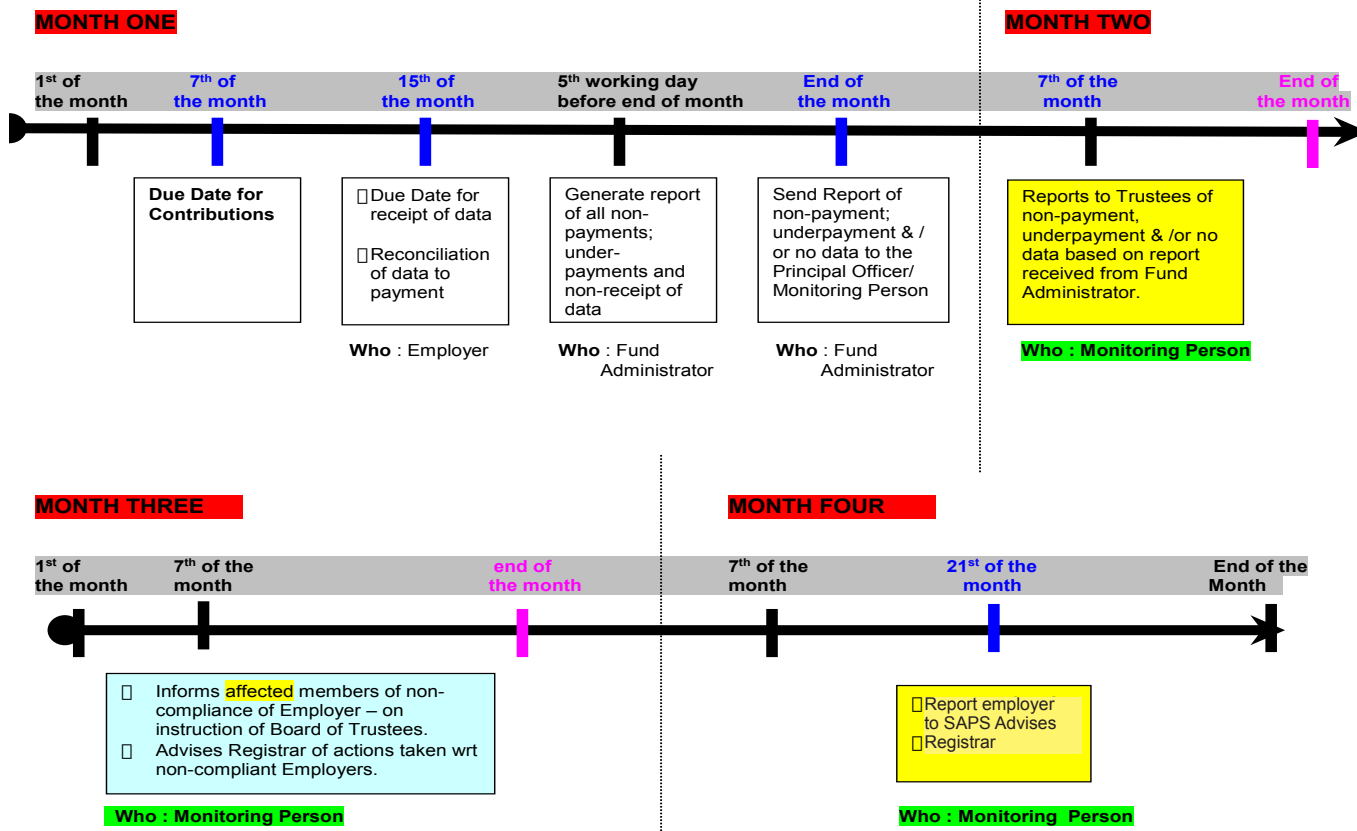 MONTH ONE
MONTH TWO
1st of
the month
7th of
the month
15th of
the month
5th working day
before end of month
End of
the month
7th of the
month
End of
the month
Due Date for
Contributions
Due Date for
receipt of data
Reconciliation
of data to
payment
Who : Employer
Generate report
of all non-
payments;
under-
payments and
non-receipt of
data
Who : Fund
Administrator
Send Report of
non-payment;
underpayment & /
or no data to the
Principal Officer/
Monitoring Person
Who : Fund
Administrator
Reports to Trustees of
non-payment,
underpayment & /or no
data based on report
received from Fund
Administrator.
Who : Monitoring Person
MONTH THREE
MONTH FOUR
1st of
the month
7th of the
month
end of
the month
7th of the
month
21st of the
month
End of the
Month
Informs affected members of non-
compliance of Employer – on
instruction of Board of Trustees.
Advises Registrar of actions taken wrt
non-compliant Employers.
Who : Monitoring Person
Report employer
to SAPS Advises
Registrar
Who : Monitoring Person